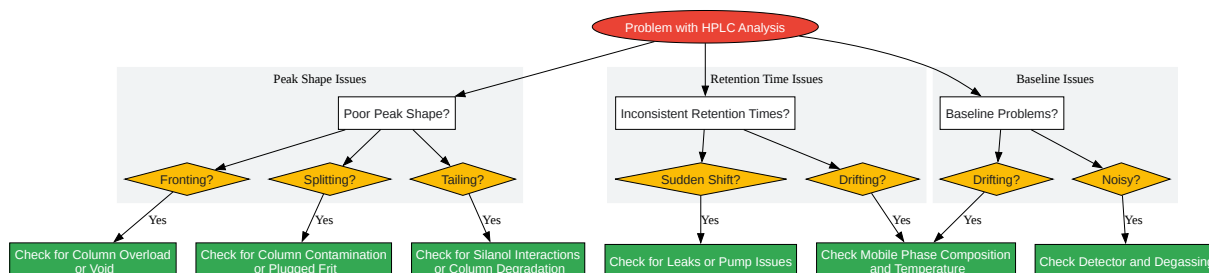 Problem with HPLC Analysis
Peak Shape Issues
Retention Time Issues
Baseline Issues
Poor Peak Shape?
Inconsistent Retention Times?
Baseline Problems?
Fronting?
Splitting?
Tailing?
Sudden Shift?
Drifting?
Drifting?
Noisy?
Yes
Yes
Yes
Yes
Yes
Yes
Yes
Check for Column Overload
or Void
Check for Column Contamination
or Plugged Frit
Check for Silanol Interactions
or Column Degradation
Check for Leaks or Pump Issues
Check Mobile Phase Composition
and Temperature
Check Detector and Degassing